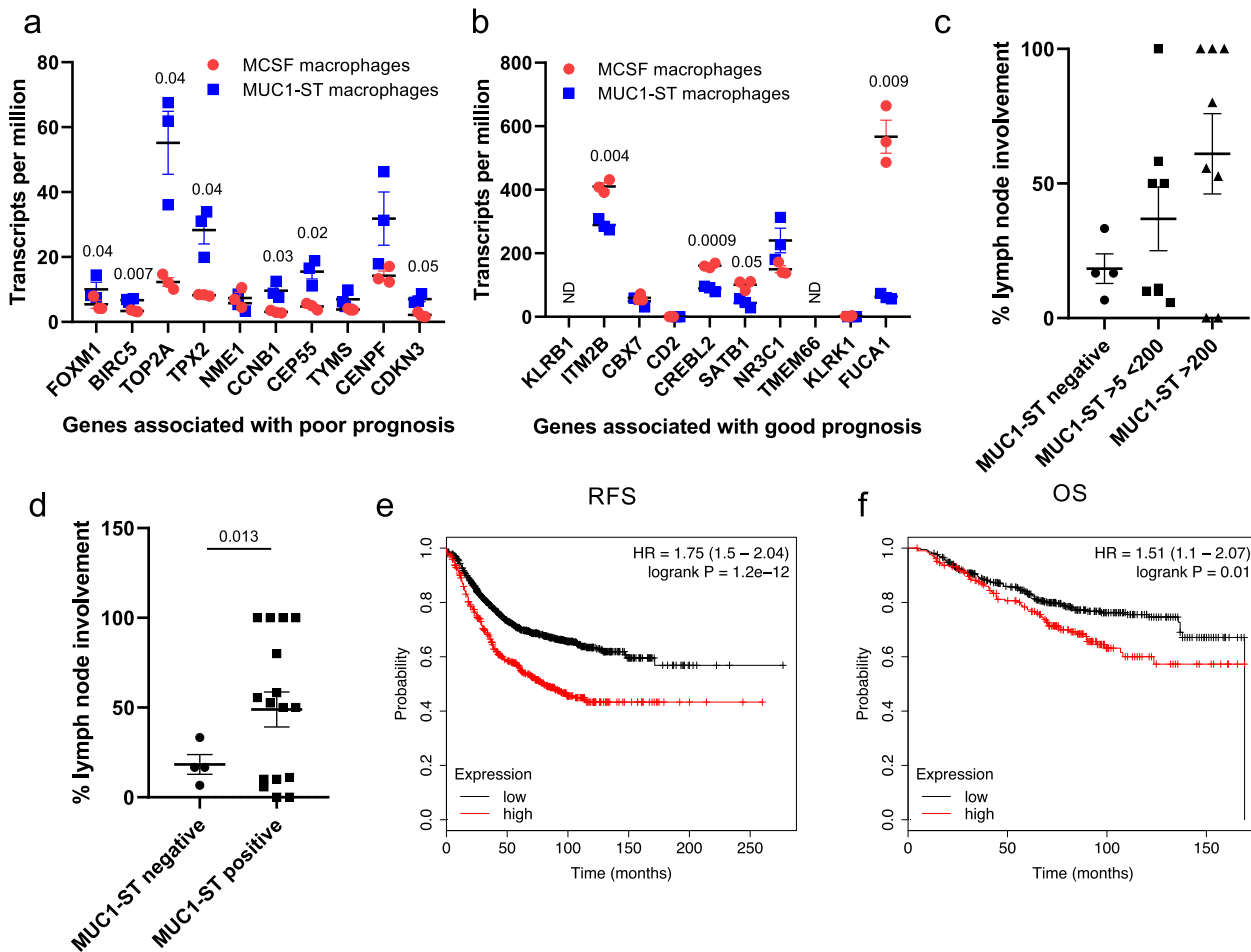 a
MCSF macrophages
MUC1-ST macrophages
Transcripts per million
80
60
40
20
0
0.04
0.007
0.04
0.04
0.03
0.02
0.05
FOXM1
BIRC5
TOP2A
TPX2
NME1
CCNB1
CEP55
TYMS
CENPF
CDKN3
Genes associated with poor prognosis
b
MCSF macrophages
MUC1-ST macrophages
Transcripts per million
800
600
400
200
0
ND
0.004
0.0009
0.05
ND
0.009
KLRB1
ITM2B
CBX7
CD2
CREBL2
SATB1
NR3C1
TMEM66
KLRK1
FUCA1
Genes associated with good prognosis
c
% lymph node involvement
100
50
0
MUC1-ST negative
MUC1-ST >5 <200
MUC1-ST >200
d
% lymph node involvement
150
100
50
0
0.013
MUC1-ST negative
MUC1-ST positive
e
RFS
HR = 1.75 (1.5 − 2.04)
logrank P = 1.2e−12
Probability
1.0
0.8
0.6
0.4
0.2
0.0
Expression
low
high
0 50 100 150 200 250
Time (months)
f
OS
HR = 1.51 (1.1 − 2.07)
logrank P = 0.01
Probability
1.0
0.8
0.6
0.4
0.2
0.0
Expression
low
high
0 50 100 150
Time (months)